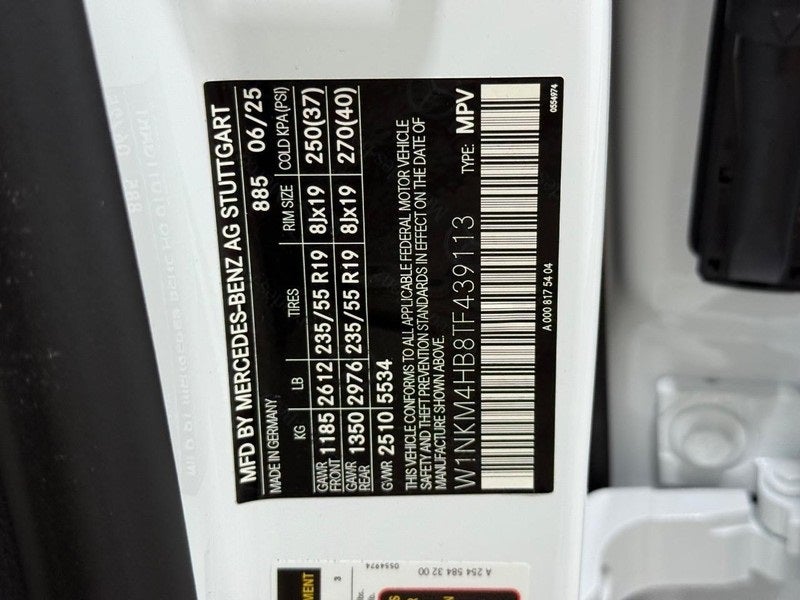 MFD BY MERCEDES-BENZ AG STUTTGART
MADE IN GERMANY 885 06/25
KG LB TIRES RIM SIZE COLD KPA(PSI)
GAWR FRONT 1185 2612 235/55 R19 8Jx19 250(37)
GAWR REAR 1350 2976 235/55 R19 8Jx19 270(40)
GVWR 2510 5534
THIS VEHICLE CONFORMS TO ALL APPLICABLE FEDERAL MOTOR VEHICLE
SAFETY AND THEFT PREVENTION STANDARDS IN EFFECT ON THE DATE OF
MANUFACTURE SHOWN ABOVE.
W1NKM4HB8TF439113 TYPE: MPV
A 000 817 54 04
0554974
A 254 584 32 00
0554974
3